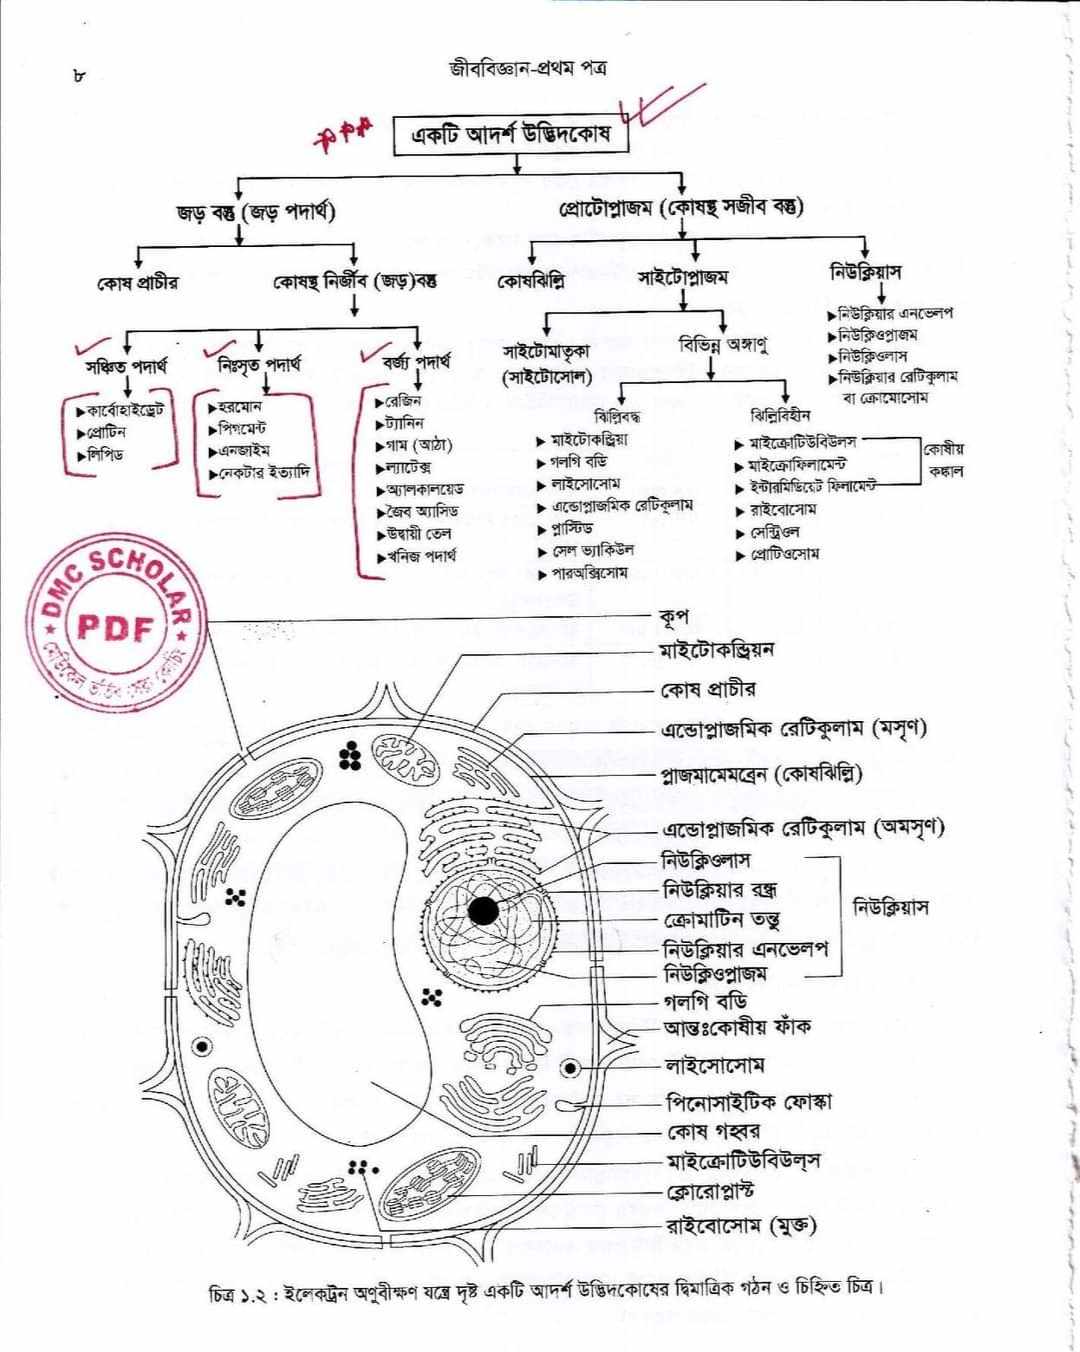 ৮
জীববিজ্ঞান-প্রথম পত্র
একটি আদর্শ উদ্ভিদকোষ
জড় বস্তু (জড় পদার্থ)
প্রোটোপ্লাজম (কোষস্থ সজীব বস্তু)
কোষ প্রাচীর
কোষস্থ নির্জীব (জড়)বস্তু
কোষঝিল্লি
সাইটোপ্লাজম
নিউক্লিয়াস
সঞ্চিত পদার্থ
নিঃসৃত পদার্থ
বর্জ্য পদার্থ
কার্বোহাইড্রেট
প্রোটিন
লিপিড
হরমোন
পিগমেন্ট
এনজাইম
নেকটার ইত্যাদি
রেজিন
ট্যানিন
গাম (আঠা)
ল্যাটেক্স
অ্যালকালয়েড
জৈব অ্যাসিড
উদ্বায়ী তেল
খনিজ পদার্থ
সাইটোমাতৃকা
(সাইটোসোল)
বিভিন্ন অঙ্গাণু
ঝিল্লিবদ্ধ
মাইটোকন্ড্রিয়া
গলগি বডি
লাইসোসোম
এন্ডোপ্লাজমিক রেটিকুলাম
প্লাস্টিড
সেল ভ্যাকিউল
পারঅক্সিসোম
ঝিল্লিবিহীন
মাইক্রোটিউবিউলস
মাইক্রোফিলামেন্ট
ইন্টারমিডিয়েট ফিলামেন্ট
রাইবোসোম
সেন্ট্রিওল
প্রোটিওসোম
কোষীয়
কঙ্কাল
নিউক্লিয়ার এনভেলপ
নিউক্লিওপ্লাজম
নিউক্লিওলাস
নিউক্লিয়ার রেটিকুলাম
বা ক্রোমোসোম
DMC SCHOLAR
PDF
কূপ
মাইটোকন্ড্রিয়ন
কোষ প্রাচীর
এন্ডোপ্লাজমিক রেটিকুলাম (মসৃণ)
প্লাজমামেমব্রেন (কোষঝিল্লি)
এন্ডোপ্লাজমিক রেটিকুলাম (অমসৃণ)
নিউক্লিওলাস
নিউক্লিয়ার রন্ধ্র
ক্রোমাটিন তন্তু
নিউক্লিয়ার এনভেলপ
নিউক্লিওপ্লাজম
নিউক্লিয়াস
গলগি বডি
আন্তঃকোষীয় ফাঁক
লাইসোসোম
পিনোসাইটিক ফোস্কা
কোষ গহ্বর
মাইক্রোটিউবিউল্‌স
ক্লোরোপ্লাস্ট
রাইবোসোম (মুক্ত)
চিত্র ১.২ : ইলেকট্রন অণুবীক্ষণ যন্ত্রে দৃষ্ট একটি আদর্শ উদ্ভিদকোষের দ্বিমাত্রিক গঠন ও চিহ্নিত চিত্র।